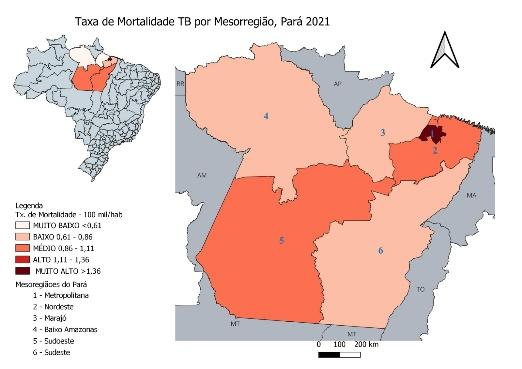 Taxa de Mortalidade TB por Mesorregião, Pará 2021
RR
AP
4
3
2
AM
MA
5
6
TO
MT
MT
Legenda
Tx. de Mortalidade - 100 mil/hab
MUITO BAIXO <0,61
BAIXO 0,61 - 0,86
MÉDIO 0,86 - 1,11
ALTO 1,11 - 1,36
MUITO ALTO >1.36
Mesoregiãoes do Pará
1 - Metropolitana
2 - Nordeste
3 - Marajó
4 - Baixo Amazonas
5 - Sudoeste
6 - Sudeste
0 100 200 km